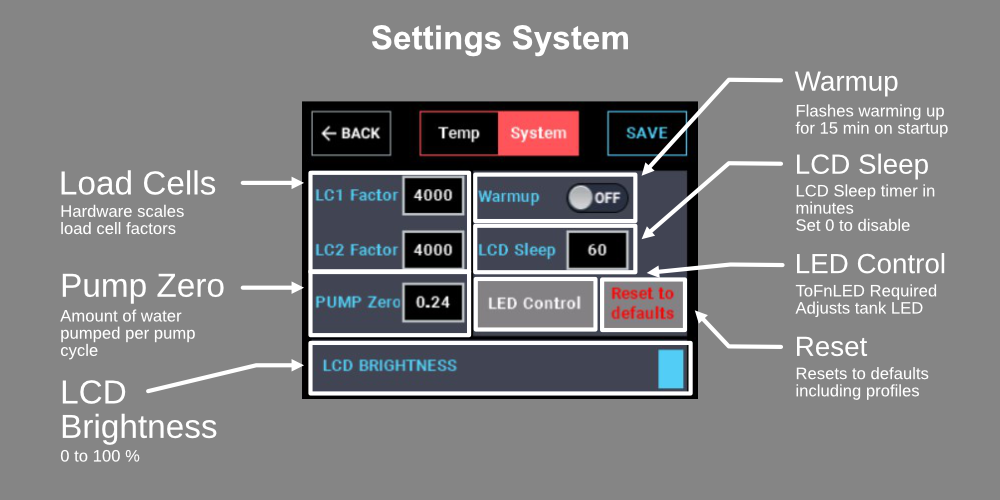 Settings System
← BACK
Temp
System
SAVE
LC1 Factor 4000
LC2 Factor 4000
PUMP Zero 0.24
Warmup OFF
LCD Sleep 60
LED Control
Reset to
defaults
LCD BRIGHTNESS
Load Cells
Hardware scales
load cell factors
Pump Zero
Amount of water
pumped per pump
cycle
LCD
Brightness
0 to 100 %
Warmup
Flashes warming up
for 15 min on startup
LCD Sleep
LCD Sleep timer in
minutes
Set 0 to disable
LED Control
ToFnLED Required
Adjusts tank LED
Reset
Resets to defaults
including profiles